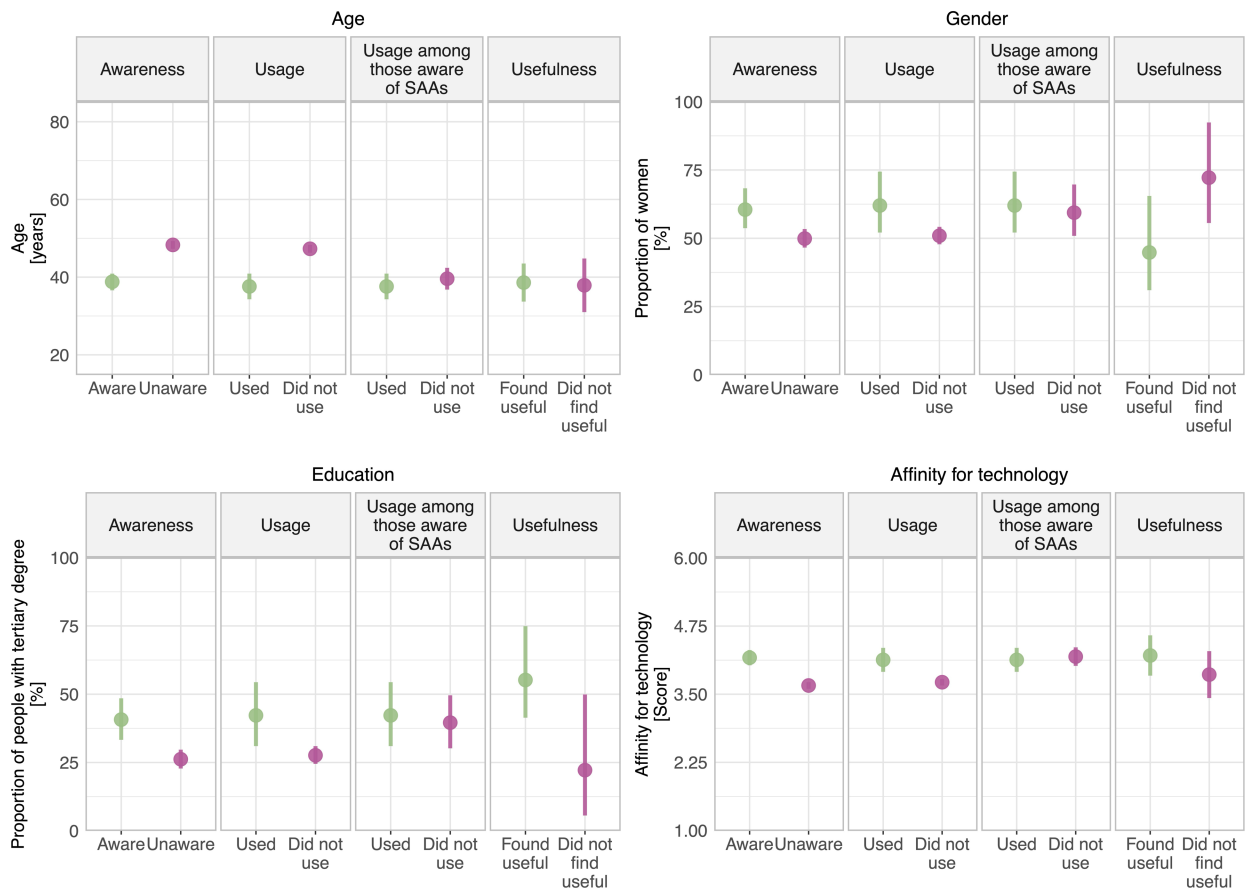 Age
Awareness
Usage
Usage among
those aware
of SAAs
Usefulness
Age
[years]
80
60
40
20
Aware Unaware
Used Did not
use
Used Did not
use
Found Did not
useful find
useful
Gender
Awareness
Usage
Usage among
those aware
of SAAs
Usefulness
Proportion of women
[%]
100
75
50
25
0
Aware Unaware
Used Did not
use
Used Did not
use
Found Did not
useful find
useful
Education
Awareness
Usage
Usage among
those aware
of SAAs
Usefulness
Proportion of people with tertiary degree
[%]
100
75
50
25
0
Aware Unaware
Used Did not
use
Used Did not
use
Found Did not
useful find
useful
Affinity for technology
Awareness
Usage
Usage among
those aware
of SAAs
Usefulness
Affinity for technology
[Score]
6.00
4.75
3.50
2.25
1.00
Aware Unaware
Used Did not
use
Used Did not
use
Found Did not
useful find
useful